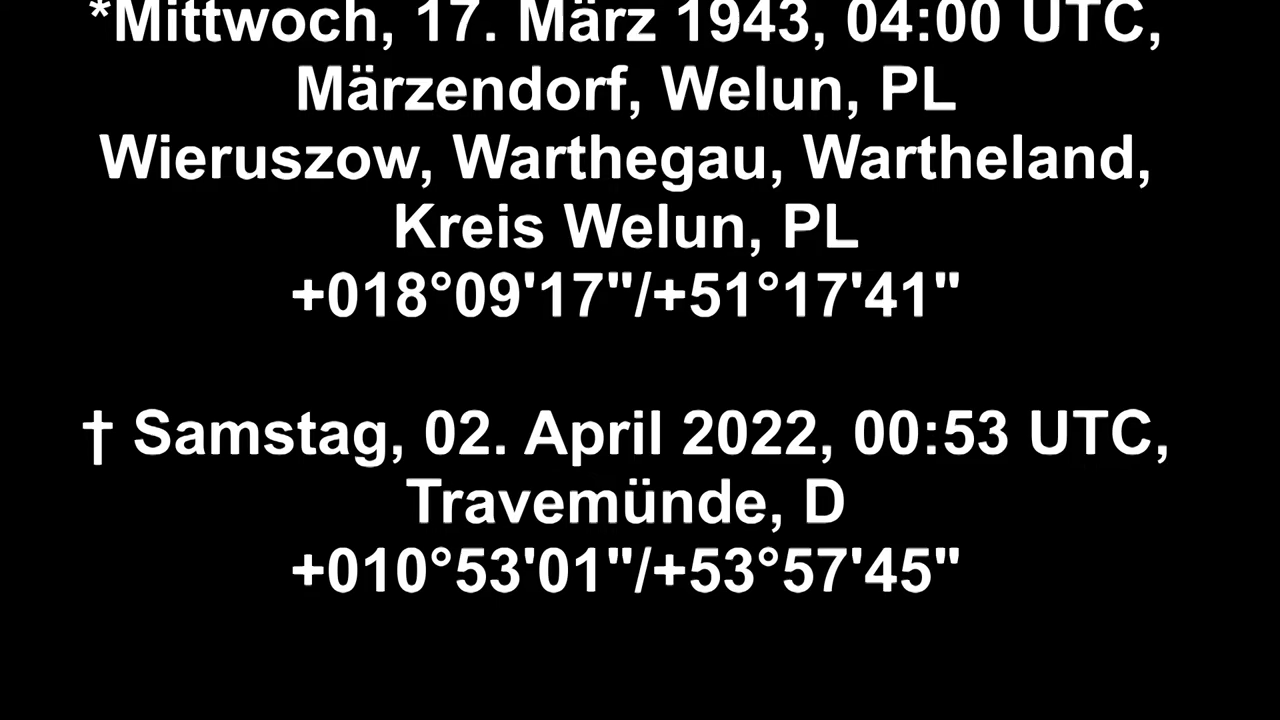 *Mittwoch, 17. März 1943, 04:00 UTC,
Märzendorf, Welun, PL
Wieruszow, Warthegau, Wartheland,
Kreis Welun, PL
+018°09'17"/+51°17'41"
† Samstag, 02. April 2022, 00:53 UTC,
Travemünde, D
+010°53'01"/+53°57'45"